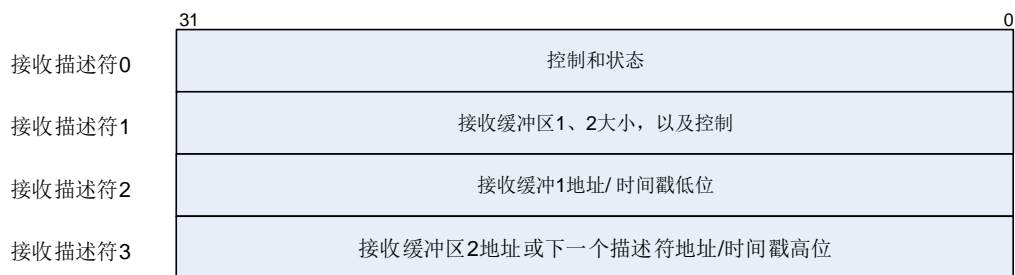 31 0
接收描述符0 控制和状态
接收描述符1 接收缓冲区1、2大小，以及控制
接收描述符2 接收缓冲1地址/ 时间戳低位
接收描述符3 接收缓冲区2地址或下一个描述符地址/时间戳高位